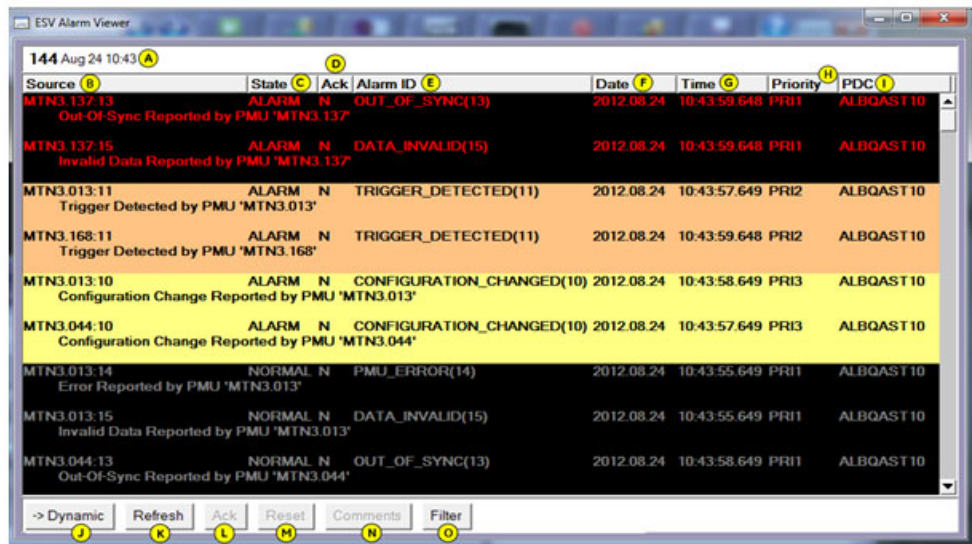 ESV Alarm Viewer
144 Aug 24 10:43 A
D
Source B State C Ack Alarm ID E Date F Time G Priority H PDC I
MTN3.137:13 ALARM N OUT_OF_SYNC(13) 2012.08.24 10:43:59.648 PRI1 ALBQAST10
Out-Of-Sync Reported by PMU 'MTN3.137'
MTN3.137:15 ALARM N DATA_INVALID(15) 2012.08.24 10:43:59.648 PRI1 ALBQAST10
Invalid Data Reported by PMU 'MTN3.137'
MTN3.013:11 ALARM N TRIGGER_DETECTED(11) 2012.08.24 10:43:57.649 PRI2 ALBQAST10
Trigger Detected by PMU 'MTN3.013'
MTN3.168:11 ALARM N TRIGGER_DETECTED(11) 2012.08.24 10:43:59.648 PRI2 ALBQAST10
Trigger Detected by PMU 'MTN3.168'
MTN3.013:10 ALARM N CONFIGURATION_CHANGED(10) 2012.08.24 10:43:58.649 PRI3 ALBQAST10
Configuration Change Reported by PMU 'MTN3.013'
MTN3.044:10 ALARM N CONFIGURATION_CHANGED(10) 2012.08.24 10:43:57.649 PRI3 ALBQAST10
Configuration Change Reported by PMU 'MTN3.044'
MTN3.013:14 NORMAL N PMU_ERROR(14) 2012.08.24 10:43:55.649 PRI1 ALBQAST10
Error Reported by PMU 'MTN3.013'
MTN3.013:15 NORMAL N DATA_INVALID(15) 2012.08.24 10:43:55.649 PRI1 ALBQAST10
Invalid Data Reported by PMU 'MTN3.013'
MTN3.044:13 NORMAL N OUT_OF_SYNC(13) 2012.08.24 10:43:58.649 PRI1 ALBQAST10
Out-Of-Sync Reported by PMU 'MTN3.044'
-> Dynamic Refresh Ack Reset Comments Filter
J K L M N O